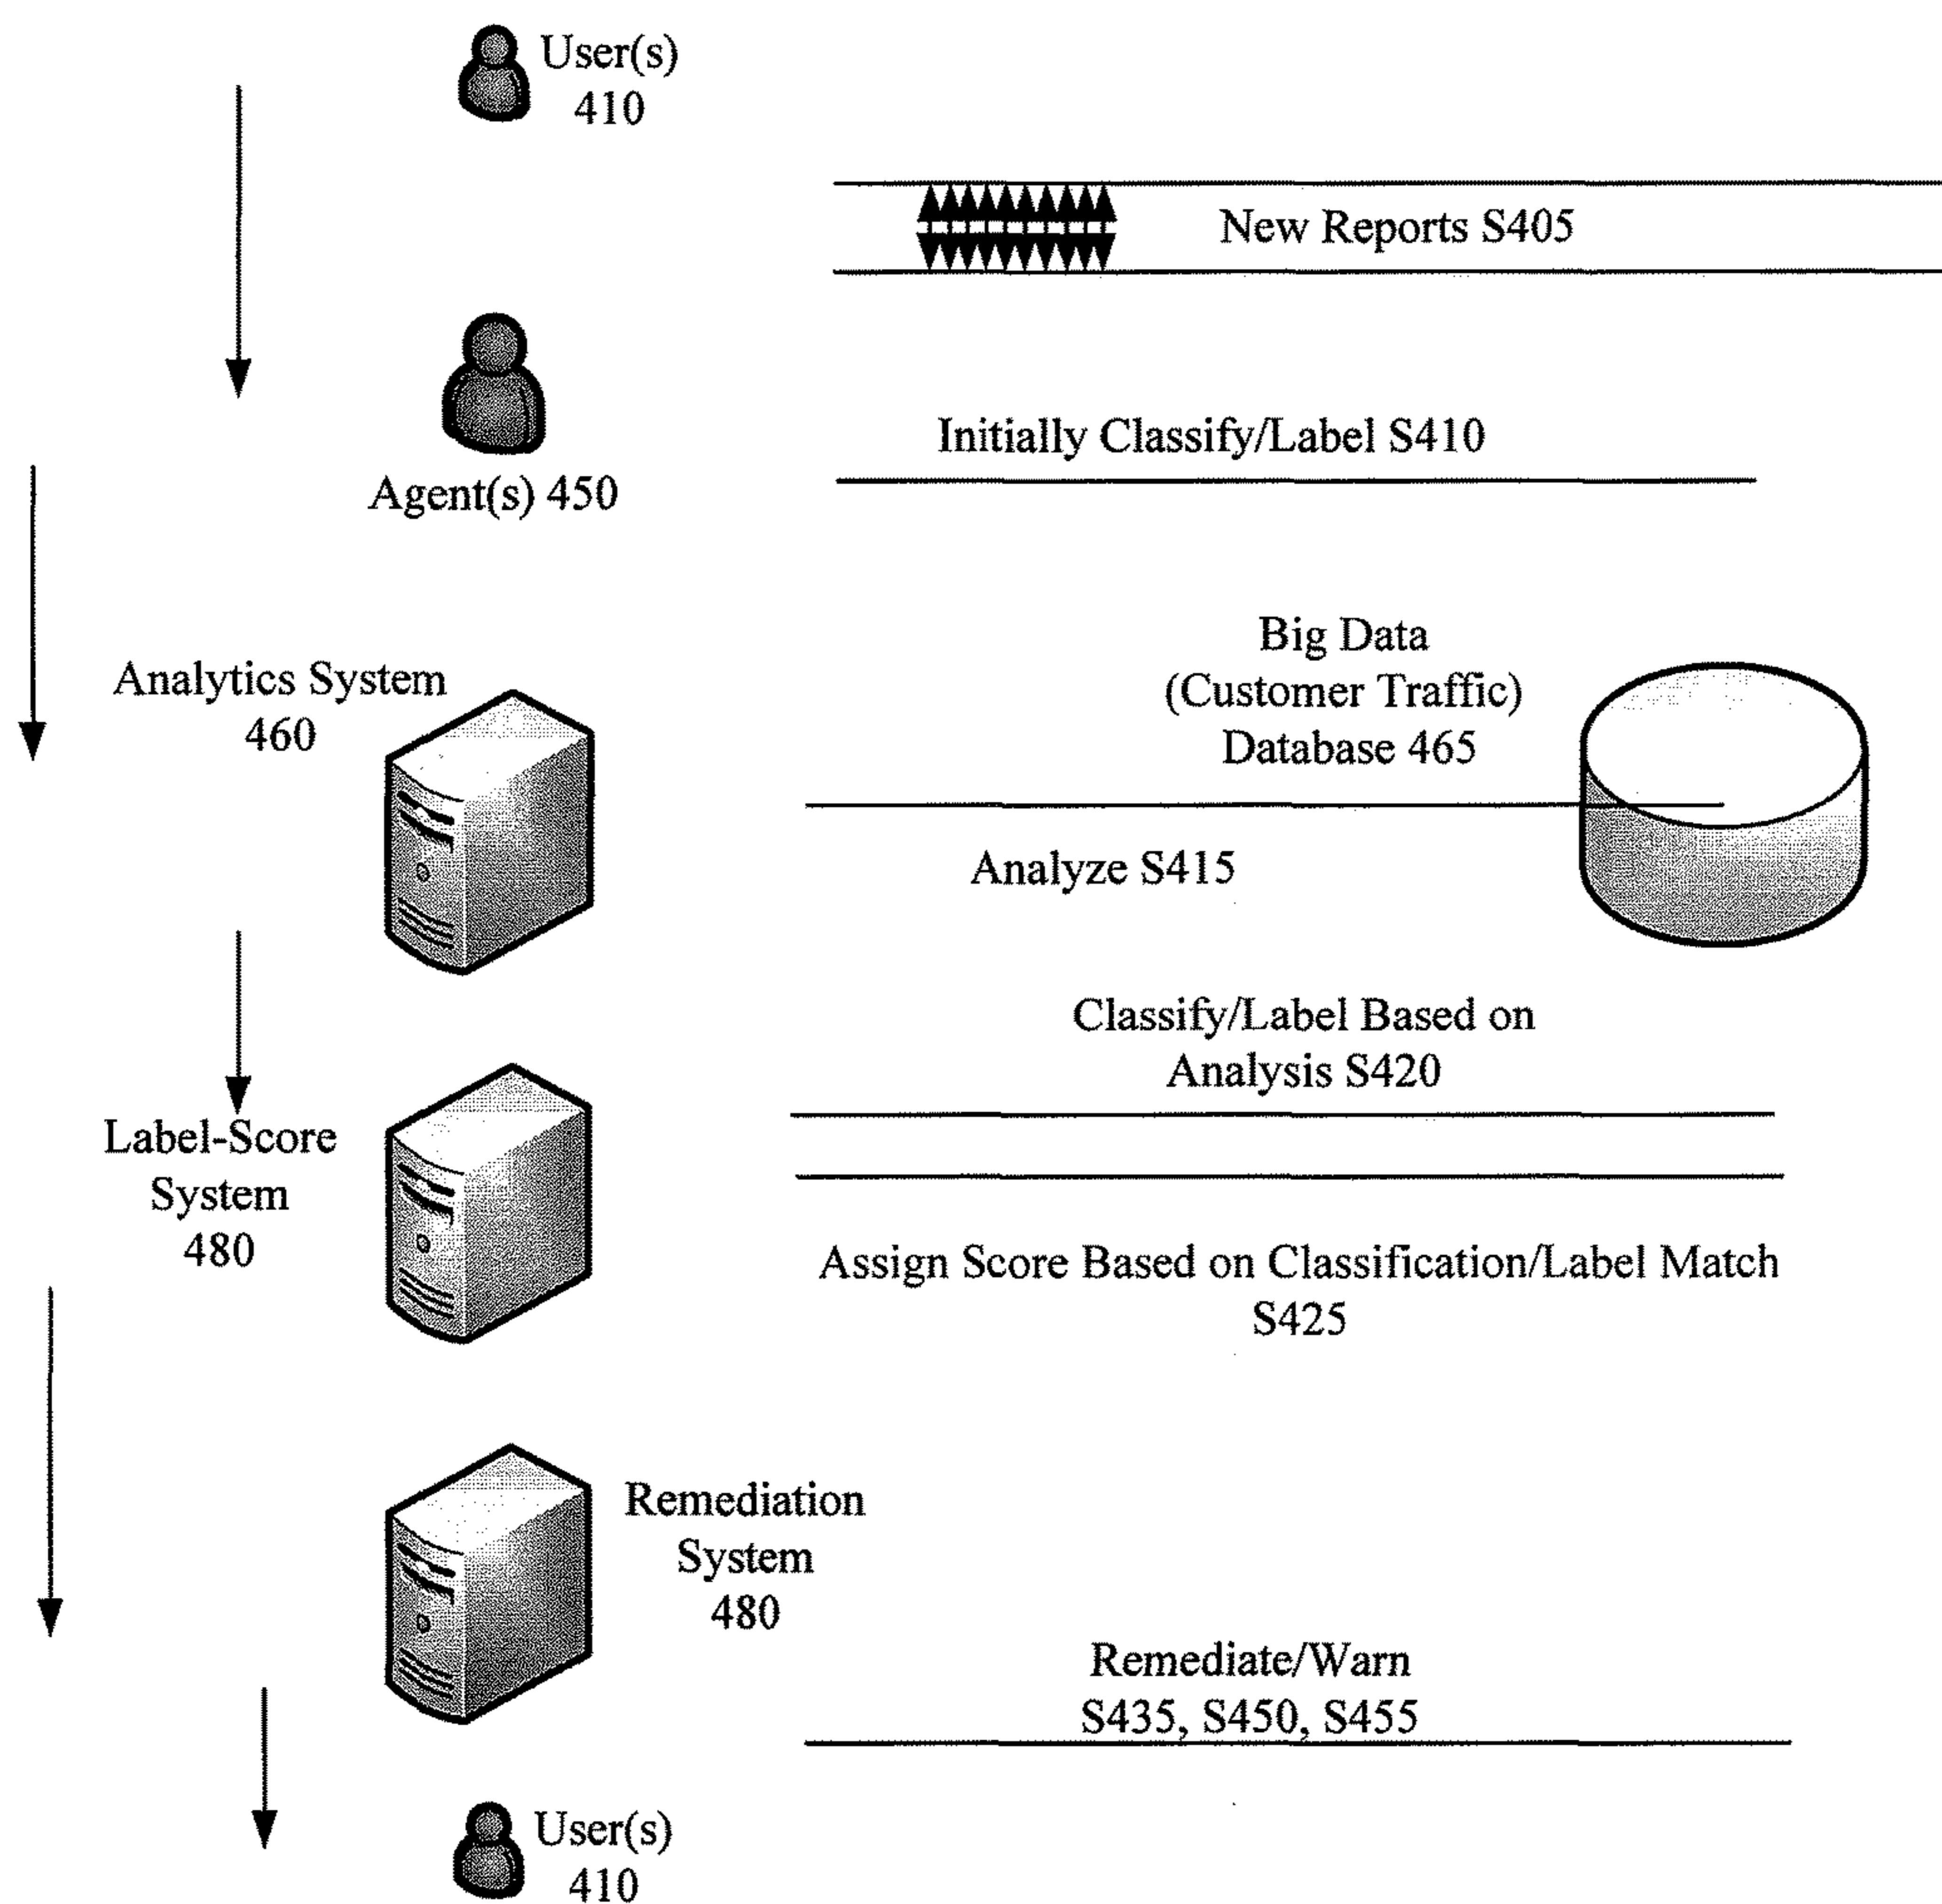 User(s)
410
New Reports S405
Initially Classify/Label S410
Agent(s) 450
Big Data
(Customer Traffic)
Database 465
Analytics System
460
Analyze S415
Classify/Label Based on
Analysis S420
Label-Score
System
480
Assign Score Based on Classification/Label Match
S425
Remediation
System
480
Remediate/Warn
S435, S450, S455
User(s)
410